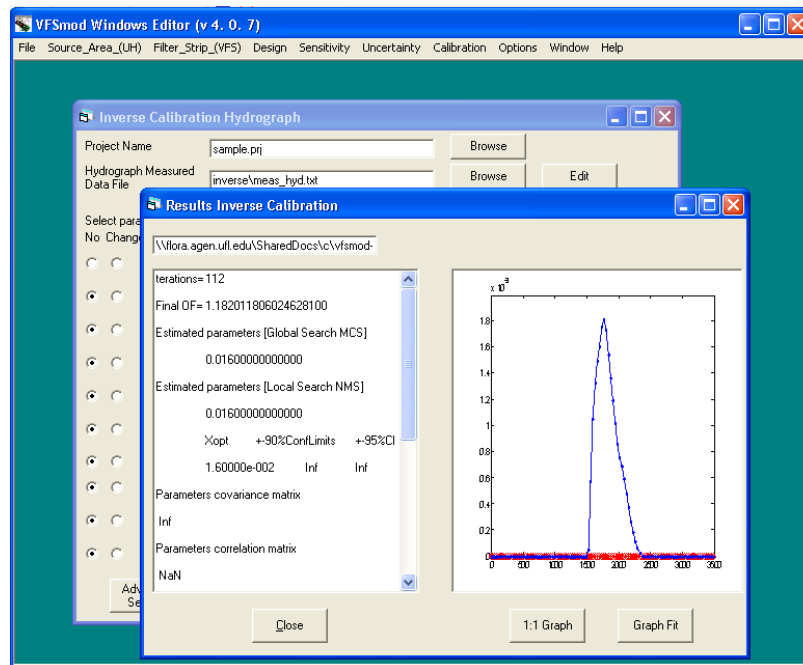 VFSmod Windows Editor (v 4. 0. 7)
File Source_Area_(UH) Filter_Strip_(VFS) Design Sensitivity Uncertainty Calibration Options Window Help
Inverse Calibration Hydrograph
Project Name sample.prj Browse
Hydrograph Measured
Data File inverse\meas_hyd.txt Browse Edit
Select para
No Change
Results Inverse Calibration
\\flora.agen.ufl.edu\SharedDocs\c\vfsmod-
terations= 112
Final OF= 1.182011806024628100
Estimated parameters [Global Search MCS]
0.01600000000000
Estimated parameters [Local Search NMS]
0.01600000000000
Xopt +-90%ConfLimits +-95%Cl
1.60000e-002 Inf Inf
Parameters covariance matrix
Inf
Parameters correlation matrix
NaN
x 10
1.8
1.6
1.4
1.2
1
0.8
0.6
0.4
0.2
0
0 500 1000 1500 2000 2500 3000 3500
Adv
Se
Close 1:1 Graph Graph Fit